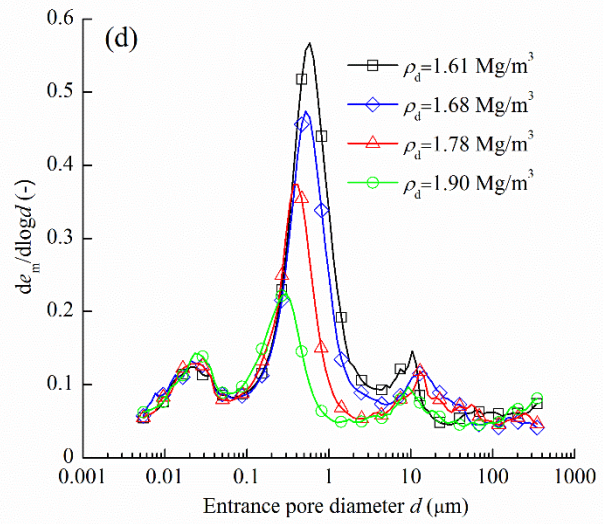 (d)
ρd=1.61 Mg/m³
ρd=1.68 Mg/m³
ρd=1.78 Mg/m³
ρd=1.90 Mg/m³
0.6
0.5
0.4
0.3
0.2
0.1
0
dem/dlogd (-)
0.001 0.01 0.1 1 10 100 1000
Entrance pore diameter d (μm)